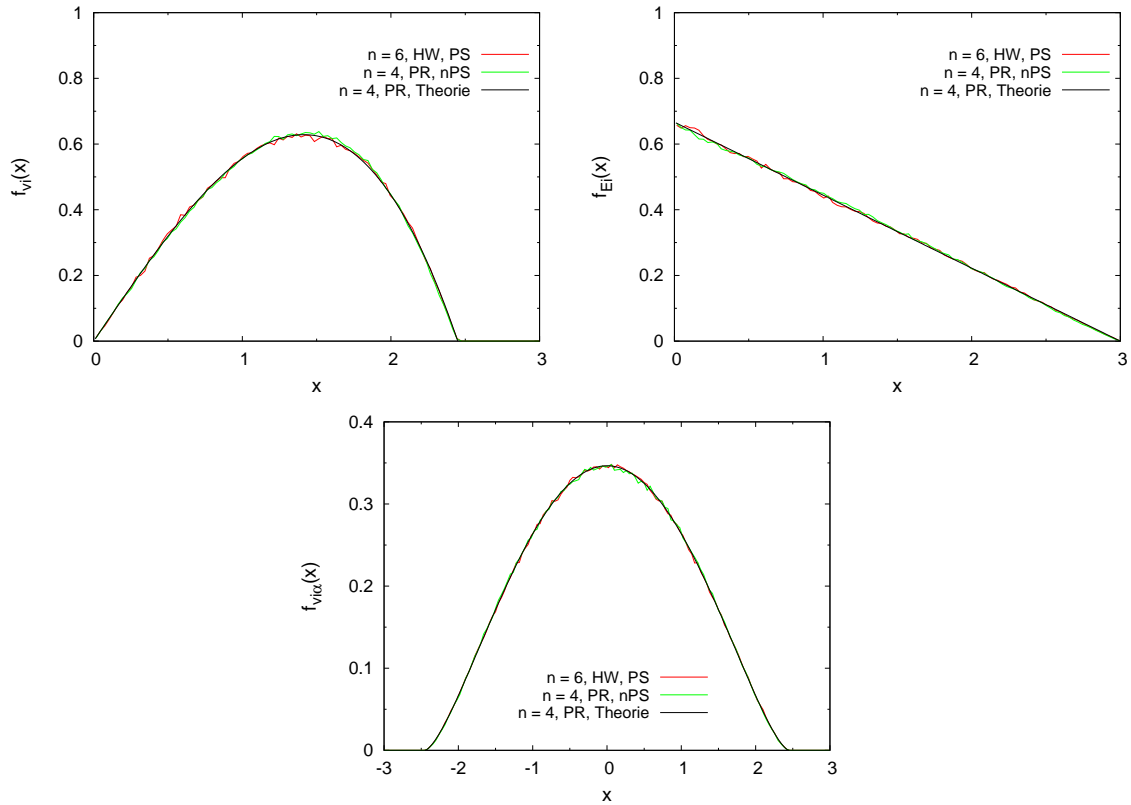 1
0.8
0.6
0.4
0.2
0
0
1
2
3
f_vi(x)
x
n = 6, HW, PS
n = 4, PR, nPS
n = 4, PR, Theorie
1
0.8
0.6
0.4
0.2
0
0
1
2
3
f_Ei(x)
x
n = 6, HW, PS
n = 4, PR, nPS
n = 4, PR, Theorie
0.4
0.3
0.2
0.1
0
-3
-2
-1
0
1
2
3
f_viα(x)
x
n = 6, HW, PS
n = 4, PR, nPS
n = 4, PR, Theorie